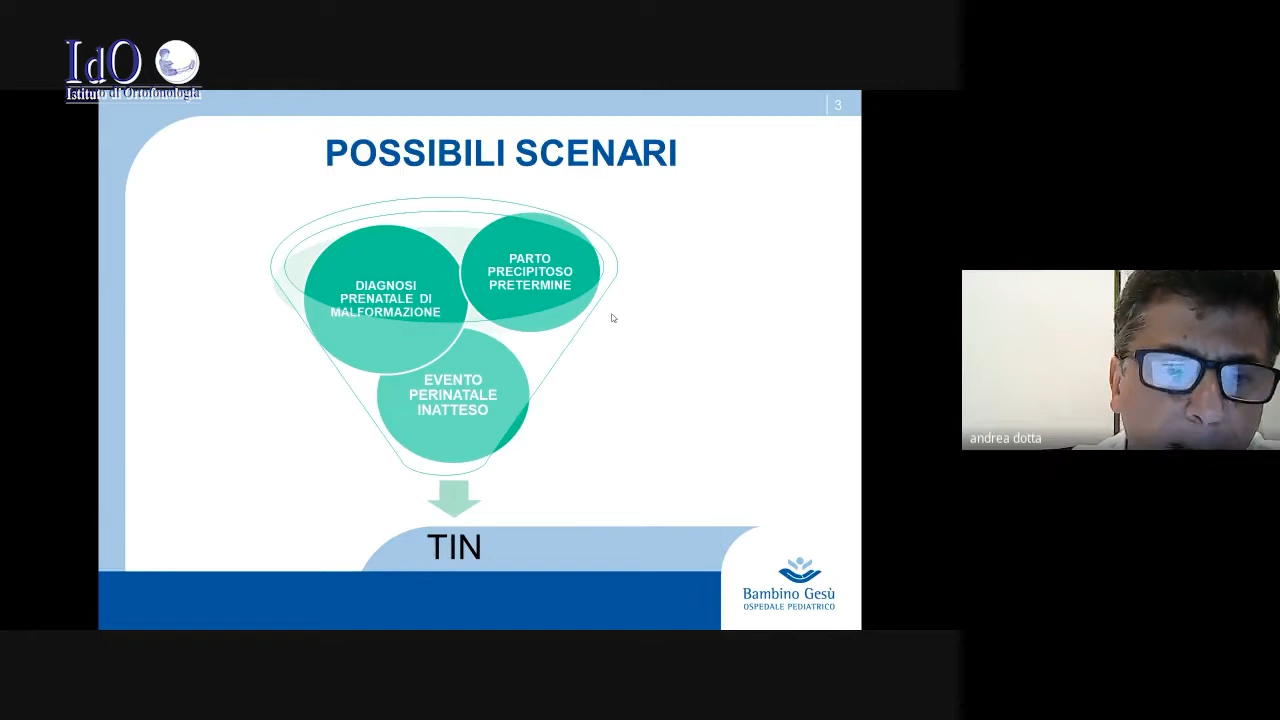 IdO
Istituto di Ortofonologia
3
POSSIBILI SCENARI
DIAGNOSI
PRENATALE DI
MALFORMAZIONE
PARTO
PRECIPITOSO
PRETERMINE
EVENTO
PERINATALE
INATTESO
TIN
Bambino Gesù
OSPEDALE PEDIATRICO
andrea dotta